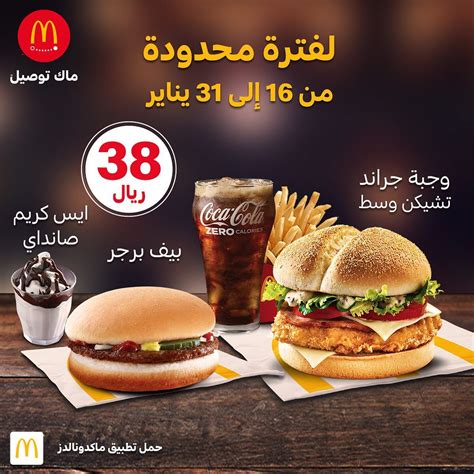 ماك توصيل
لفترة محدودة
من 16 إلى 31 يناير
38
ريال
وجبة جراند
تشيكن وسط
ايس كريم
صانداي
بيف برجر
Coca-Cola
ZERO CALORIES
حمل تطبيق ماكدونالدز